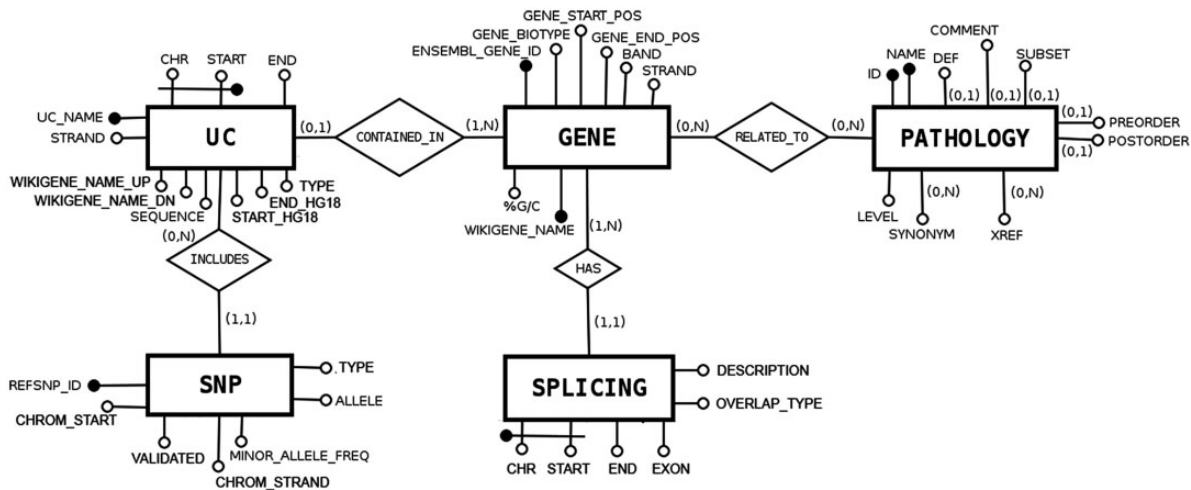 GENE_START_POS
GENE_BIOTYPE
GENE_END_POS
ENSEMBL_GENE_ID
BAND
STRAND
COMMENT
NAME
DEF
SUBSET
ID
(0,1)
(0,1)
(0,1)
CHR
START
END
UC_NAME
STRAND
UC
(0,1)
CONTAINED_IN
(1,N)
GENE
(0,N)
RELATED_TO
(0,N)
PATHOLOGY
(0,1)
PREORDER
POSTORDER
(0,1)
WIKIGENE_NAME_UP
WIKIGENE_NAME_DN
SEQUENCE
START_HG18
END_HG18
TYPE
%G/C
WIKIGENE_NAME
(1,N)
LEVEL
(0,N)
SYNONYM
(0,N)
XREF
(0,N)
INCLUDES
(1,1)
HAS
(1,1)
REFSNP_ID
CHROM_START
SNP
.TYPE
ALLELE
VALIDATED
MINOR_ALLELE_FREQ
CHROM_STRAND
SPLICING
DESCRIPTION
OVERLAP_TYPE
CHR
START
END
EXON